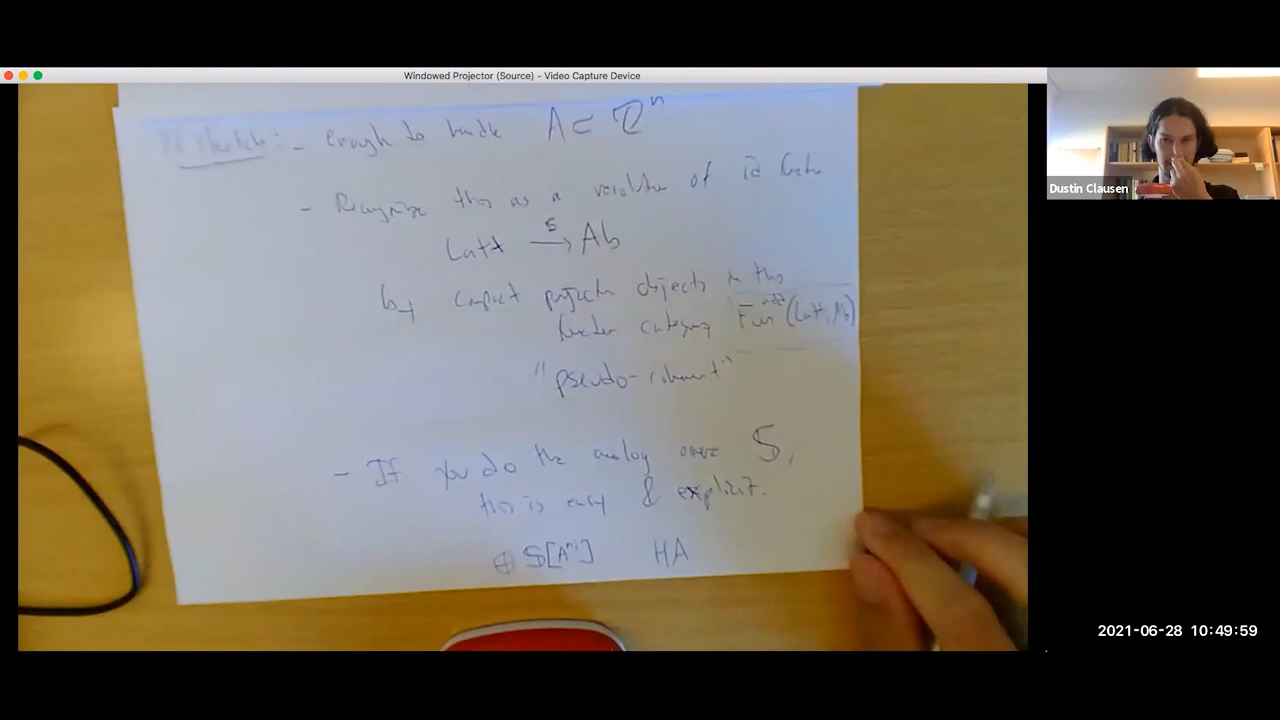 Windowed Projector (Source) - Video Capture Device
Pf sketch: - enough to handle A ⊂ Z^n
- Recognize this as a resolution of id functor
Latt → Ab
by compact projective objects in this
functor category Fun^add(Latt, Ab)
"pseudo-coherent"
- If you do the analog over S,
this is easy & explicit.
⊕ S[A^{n_i}] HA
Dustin Clausen
2021-06-28 10:49:59